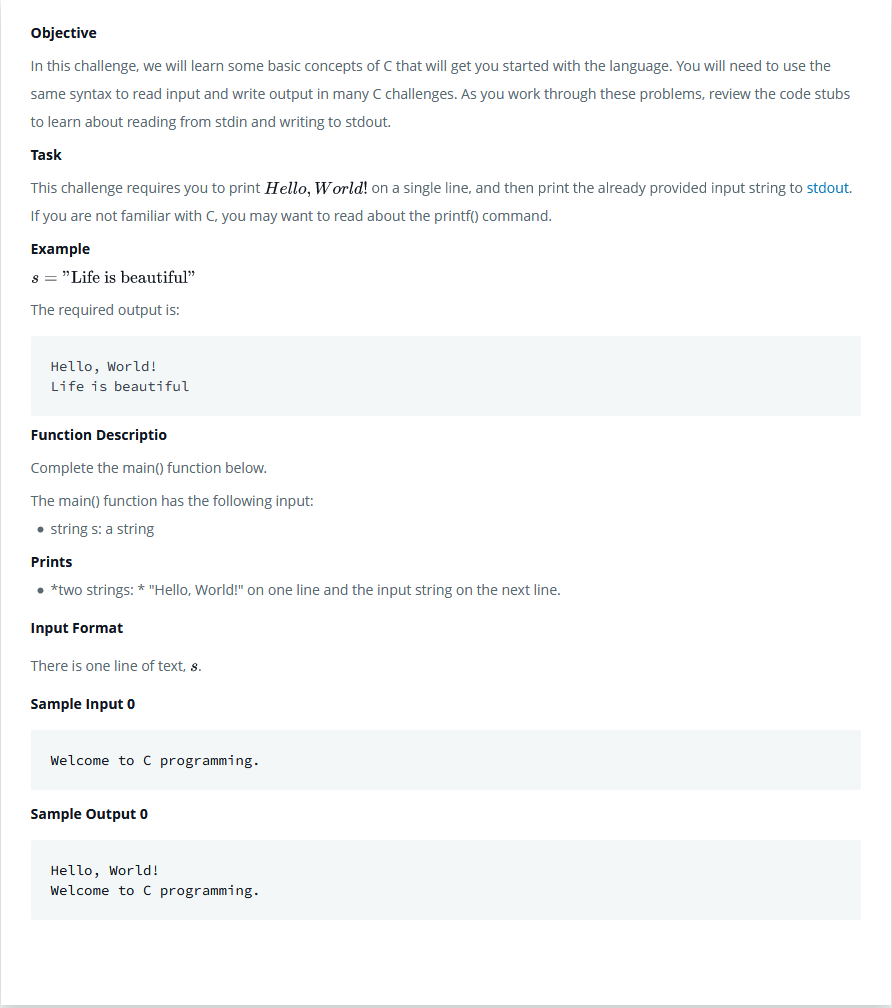 Objective
In this challenge, we will learn some basic concepts of C that will get you started with the language. You will need to use the
same syntax to read input and write output in many C challenges. As you work through these problems, review the code stubs
to learn about reading from stdin and writing to stdout.
Task
This challenge requires you to print Hello, World! on a single line, and then print the already provided input string to stdout.
If you are not familiar with C, you may want to read about the printf() command.
Example
s = ”Life is beautiful”
The required output is:
Hello, World!
Life is beautiful
Function Descriptio
Complete the main() function below.
The main() function has the following input:
• string s: a string
Prints
• *two strings: * "Hello, World!" on one line and the input string on the next line.
Input Format
There is one line of text, s.
Sample Input 0
Welcome to C programming.
Sample Output 0
Hello, World!
Welcome to C programming.